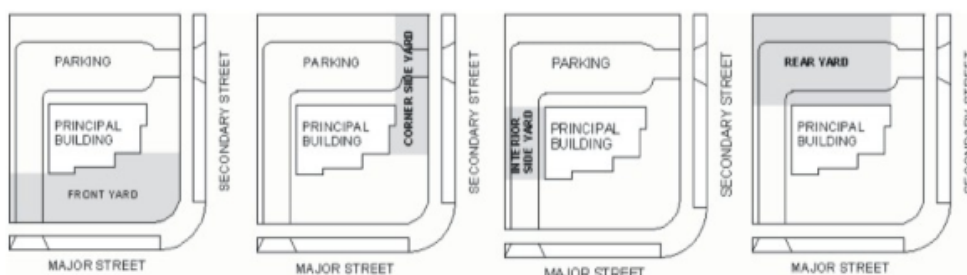 PARKING
PRINCIPAL
BUILDING
FRONT YARD
SECONDARY STREET
MAJOR STREET
PARKING
CORNER SIDE YARD
PRINCIPAL
BUILDING
SECONDARY STREET
MAJOR STREET
PARKING
INTERIOR
SIDE YARD
PRINCIPAL
BUILDING
SECONDARY STREET
MAJOR STREET
REAR YARD
PRINCIPAL
BUILDING
SECONDARY STREET
MAJOR STREET